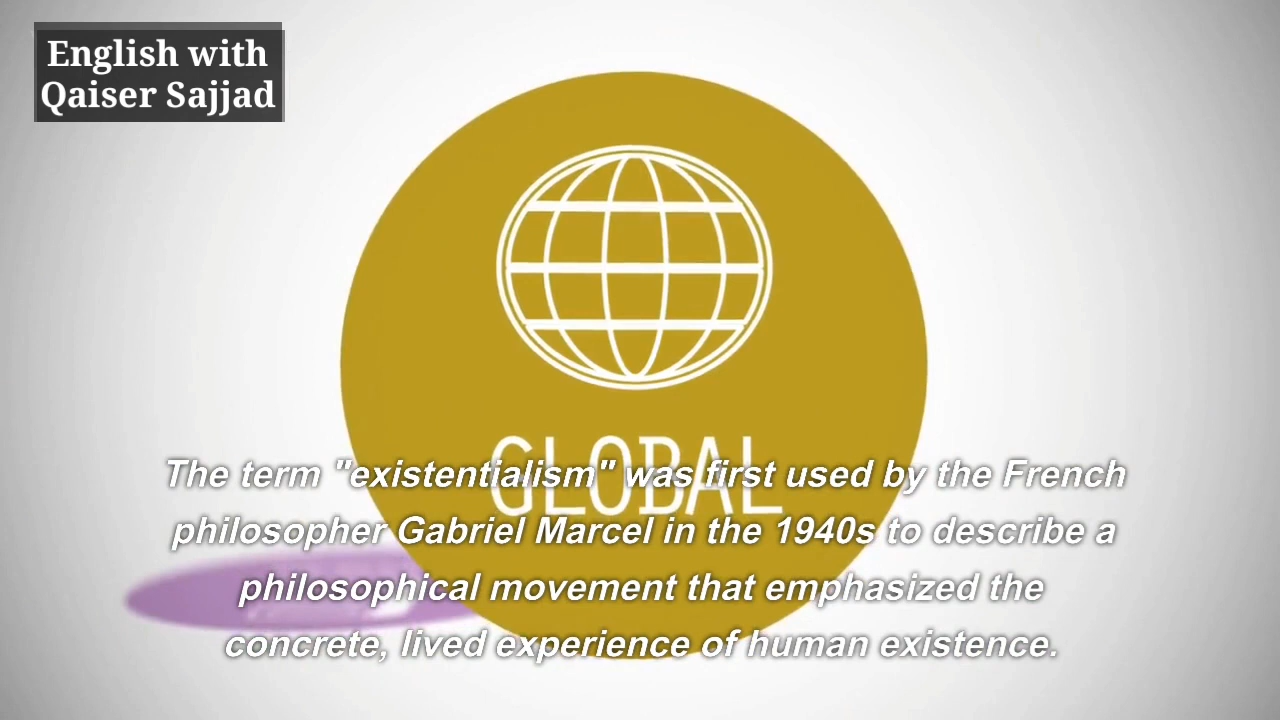 English with
Qaiser Sajjad
GLOBAL
The term "existentialism" was first used by the French
philosopher Gabriel Marcel in the 1940s to describe a
philosophical movement that emphasized the
concrete, lived experience of human existence.